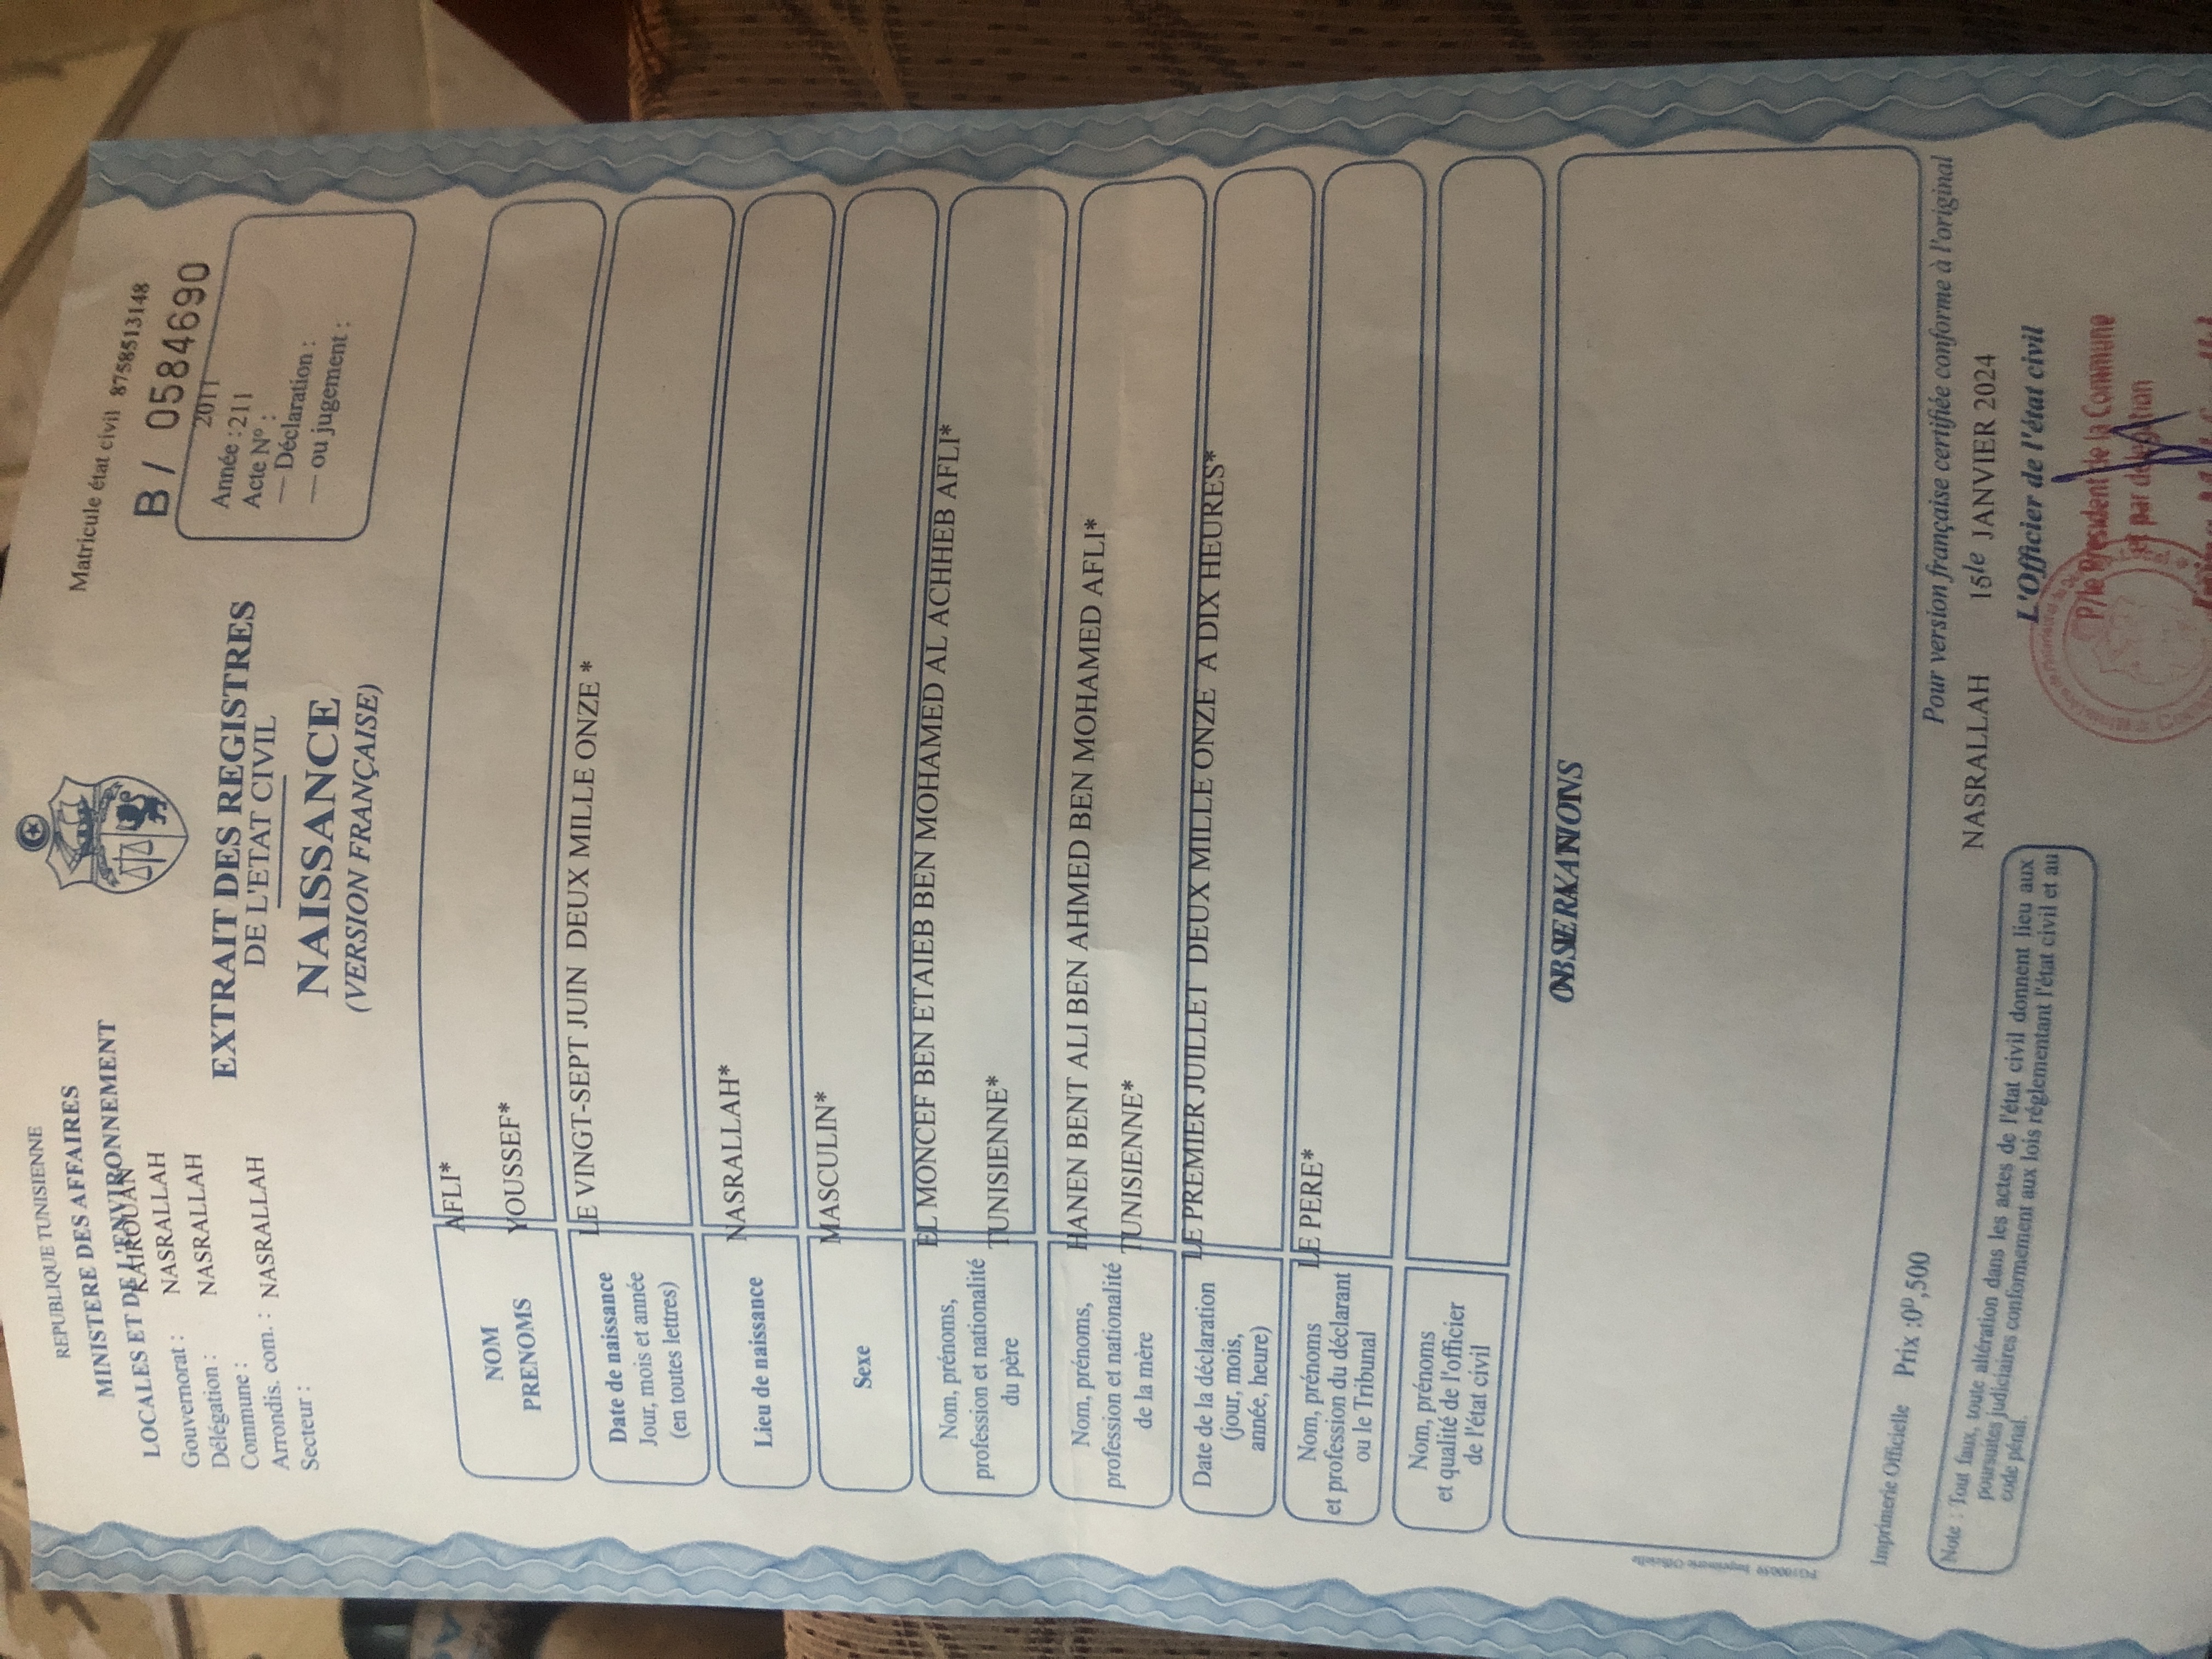 REPUBLIQUE TUNISIENNE
MINISTERE DES AFFAIRES
LOCALES ET DE L'ENVIRONNEMENT
Gouvernorat : KAIROUAN
Délégation : NASRALLAH
Commune : NASRALLAH
Arrondis. com. :
Secteur : NASRALLAH
Matricule état civil 8758513148
B / 0584690
2011
Année : 211
Acte N° :
— Déclaration :
— ou jugement :
EXTRAIT DES REGISTRES
DE L'ETAT CIVIL
NAISSANCE
(VERSION FRANÇAISE)
NOM AFLI*
PRENOMS YOUSSEF*
Date de naissance
Jour, mois et année
(en toutes lettres)
LE VINGT-SEPT JUIN DEUX MILLE ONZE *
Lieu de naissance NASRALLAH*
Sexe MASCULIN*
Nom, prénoms,
profession et nationalité
du père
EL MONCEF BEN ETAIEB BEN MOHAMED AL ACHHEB AFLI*
TUNISIENNE*
Nom, prénoms,
profession et nationalité
de la mère
HANEN BENT ALI BEN AHMED BEN MOHAMED AFLI*
TUNISIENNE*
Date de la déclaration
(jour, mois,
année, heure)
LE PREMIER JUILLET DEUX MILLE ONZE A DIX HEURES*
Nom, prénoms
et profession du déclarant
ou le Tribunal
LE PERE*
Nom, prénoms
et qualité de l'officier
de l'état civil
Imprimerie Officielle Prix :0ᴰ,500
Pour version française certifiée conforme à l'original
NASRALLAH 15le JANVIER 2024
L'Officier de l'état civil
P/le Président de la Commune
et par délégation
Note : Tout faux, toute altération dans les actes de l'état civil donnent lieu aux
poursuites judiciaires conformément aux lois réglementant l'état civil et au
code pénal.